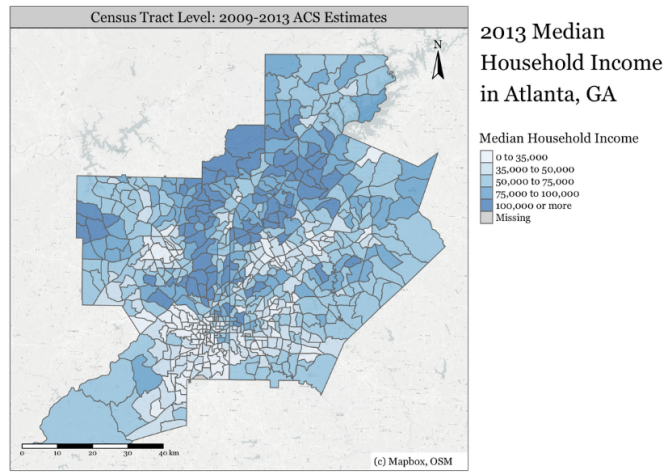 Census Tract Level: 2009-2013 ACS Estimates
2013 Median
Household Income
in Atlanta, GA
N
Median Household Income
0 to 35,000
35,000 to 50,000
50,000 to 75,000
75,000 to 100,000
100,000 or more
Missing
0 10 20 30 40 km
(c) Mapbox, OSM